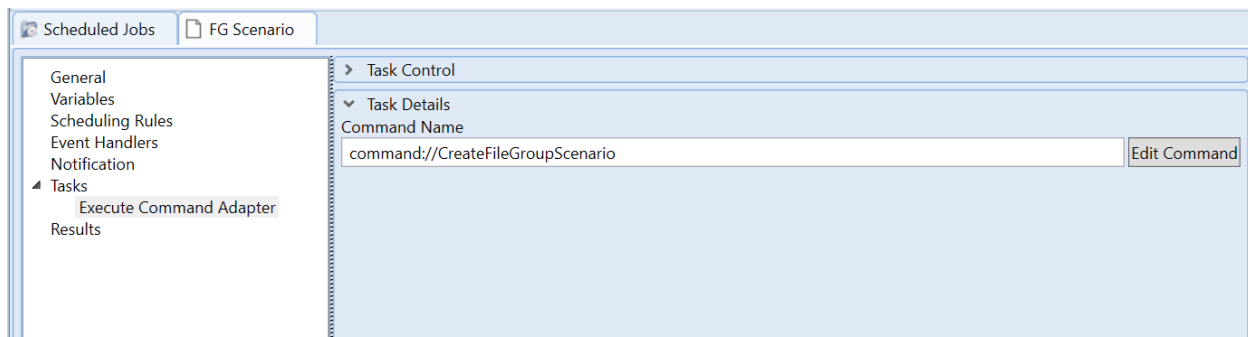 Scheduled Jobs
FG Scenario
General
Variables
Scheduling Rules
Event Handlers
Notification
Tasks
Execute Command Adapter
Results
Task Control
Task Details
Command Name
command://CreateFileGroupScenario
Edit Command